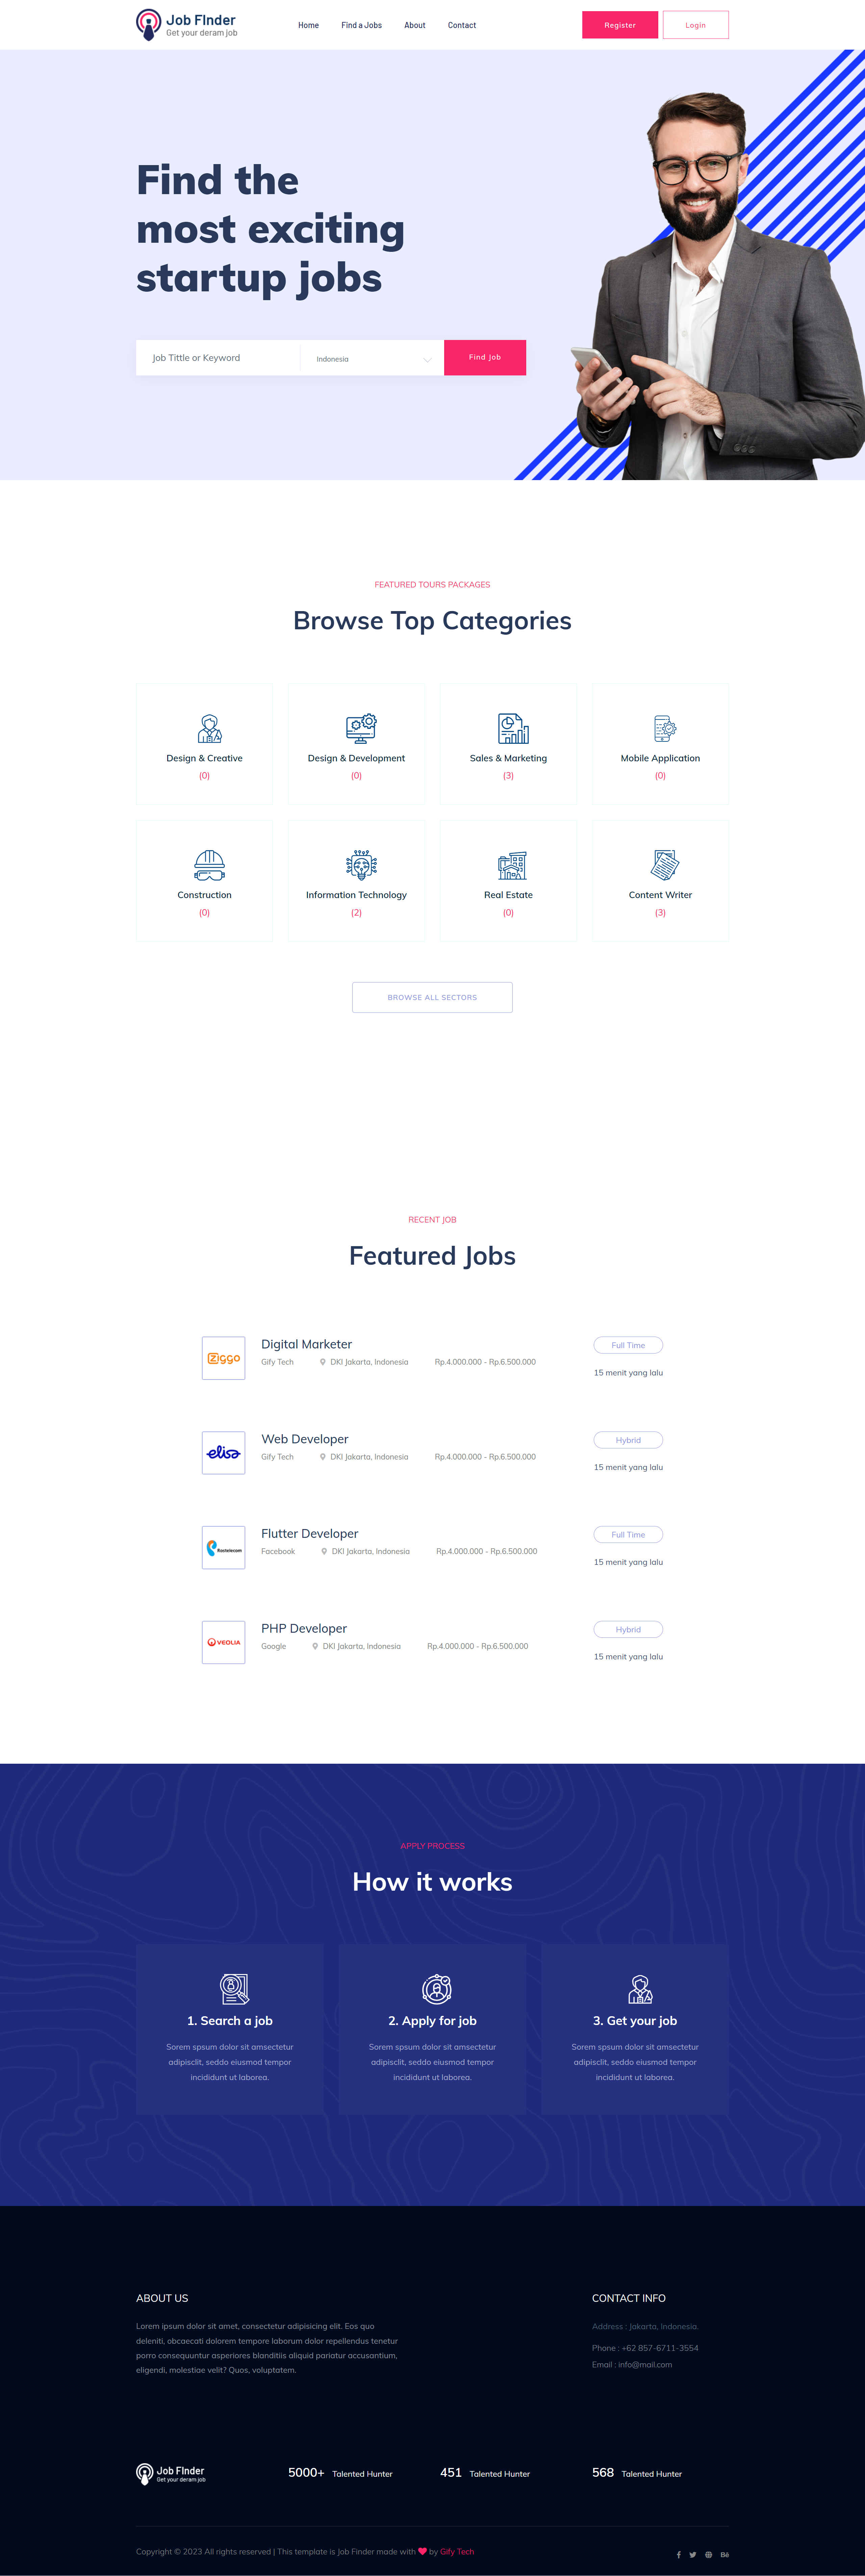 Job Finder
Get your deram job
Home
Find a Jobs
About
Contact
Register
Login
Find the
most exciting
startup jobs
Job Tittle or Keyword
Indonesia
Find Job
FEATURED TOURS PACKAGES
Browse Top Categories
Design & Creative
(0)
Design & Development
(0)
Sales & Marketing
(3)
Mobile Application
(0)
Construction
(0)
Information Technology
(2)
Real Estate
(0)
Content Writer
(3)
BROWSE ALL SECTORS
RECENT JOB
Featured Jobs
Ziggo
Digital Marketer
Gify Tech
DKI Jakarta, Indonesia
Rp.4.000.000 - Rp.6.500.000
Full Time
15 menit yang lalu
elisa
Web Developer
Gify Tech
DKI Jakarta, Indonesia
Rp.4.000.000 - Rp.6.500.000
Hybrid
15 menit yang lalu
Rostelecom
Flutter Developer
Facebook
DKI Jakarta, Indonesia
Rp.4.000.000 - Rp.6.500.000
Full Time
15 menit yang lalu
VEOLIA
PHP Developer
Google
DKI Jakarta, Indonesia
Rp.4.000.000 - Rp.6.500.000
Hybrid
15 menit yang lalu
APPLY PROCESS
How it works
1. Search a job
Sorem spsum dolor sit amsectetur
adipisclit, seddo eiusmod tempor
incididunt ut laborea.
2. Apply for job
Sorem spsum dolor sit amsectetur
adipisclit, seddo eiusmod tempor
incididunt ut laborea.
3. Get your job
Sorem spsum dolor sit amsectetur
adipisclit, seddo eiusmod tempor
incididunt ut laborea.
ABOUT US
Lorem ipsum dolor sit amet, consectetur adipisicing elit. Eos quo
deleniti, obcaecati dolorem tempore laborum dolor repellendus tenetur
porro consequuntur asperiores blanditiis aliquid pariatur accusantium,
eligendi, molestiae velit? Quos, voluptatem.
CONTACT INFO
Address : Jakarta, Indonesia.
Phone : +62 857-6711-3554
Email : info@mail.com
Job Finder
Get your deram job
5000+ Talented Hunter
451 Talented Hunter
568 Talented Hunter
Copyright © 2023 All rights reserved | This template is Job Finder made with ❤ by Gify Tech
Bē